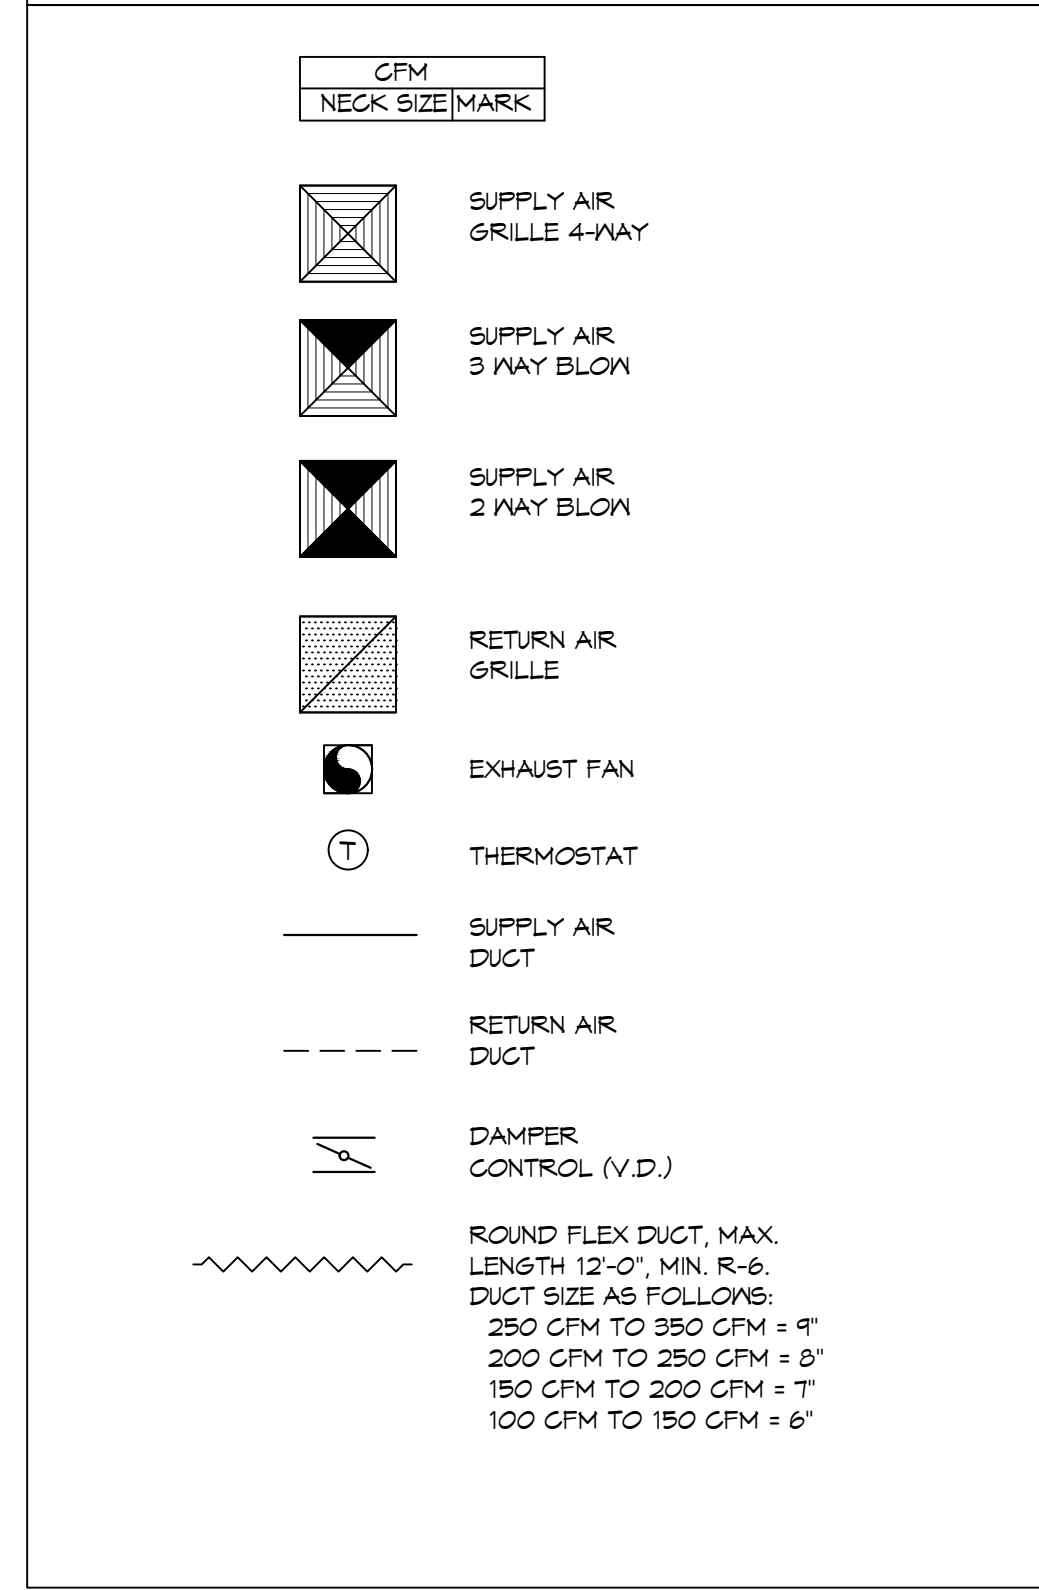 CFM
NECK SIZE MARK
SUPPLY AIR
GRILLE 4-WAY
SUPPLY AIR
3 WAY BLOW
SUPPLY AIR
2 WAY BLOW
RETURN AIR
GRILLE
EXHAUST FAN
T
THERMOSTAT
SUPPLY AIR
DUCT
RETURN AIR
DUCT
DAMPER
CONTROL (V.D.)
ROUND FLEX DUCT, MAX.
LENGTH 12'-0", MIN. R-6.
DUCT SIZE AS FOLLOWS:
250 CFM TO 350 CFM = 9"
200 CFM TO 250 CFM = 8"
150 CFM TO 200 CFM = 7"
100 CFM TO 150 CFM = 6"